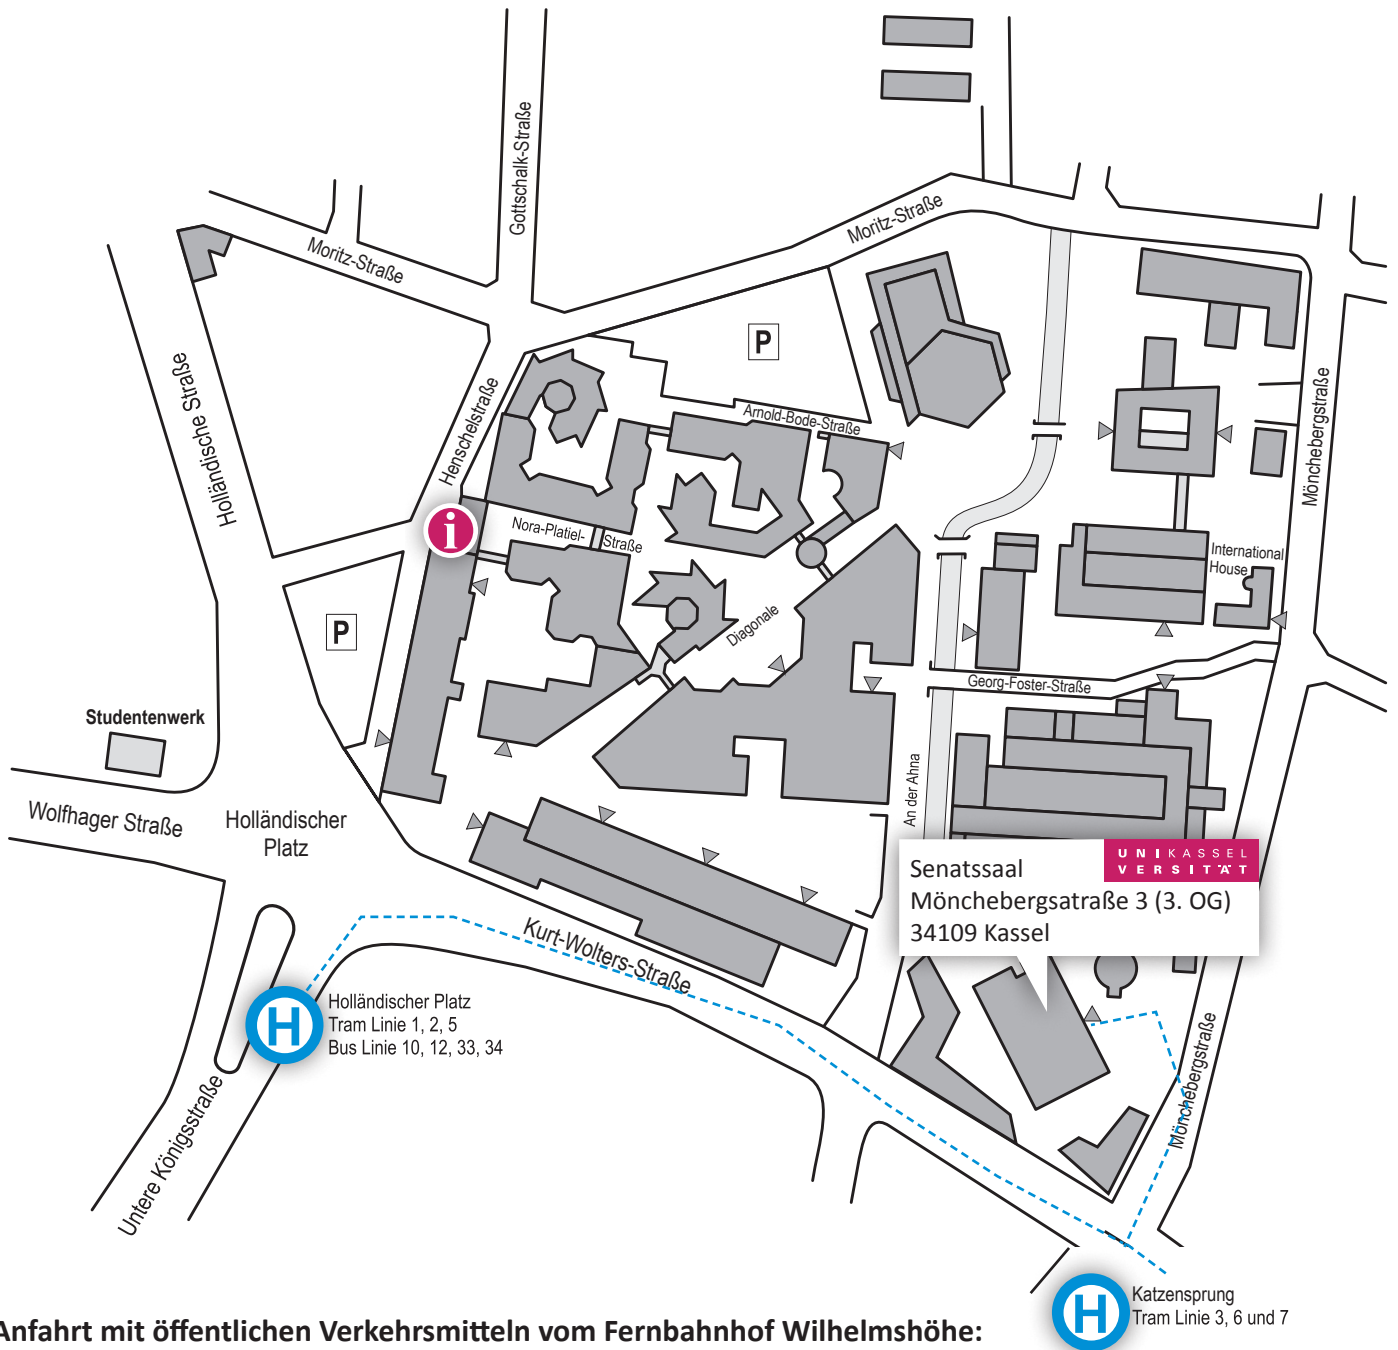 Gottschalk-Straße
Moritz-Straße
Moritz-Straße
Holländische Straße
Henschelstraße
P
Arnold-Bode-Straße
Mönchebergstraße
i
Nora-Platiel-
Straße
International
House
P
Diagonale
Georg-Foster-Straße
Studentenwerk
An der Ahna
Wolfhager Straße
Holländischer
Platz
Senatssaal
Mönchebergsatraße 3 (3. OG)
34109 Kassel
UNIKASSEL
VERSITÄT
Kurt-Wolters-Straße
H
Holländischer Platz
Tram Linie 1, 2, 5
Bus Linie 10, 12, 33, 34
Mönchebergstraße
Untere Königsstraße
H
Katzensprung
Tram Linie 3, 6 und 7
Anfahrt mit öffentlichen Verkehrsmitteln vom Fernbahnhof Wilhelmshöhe: